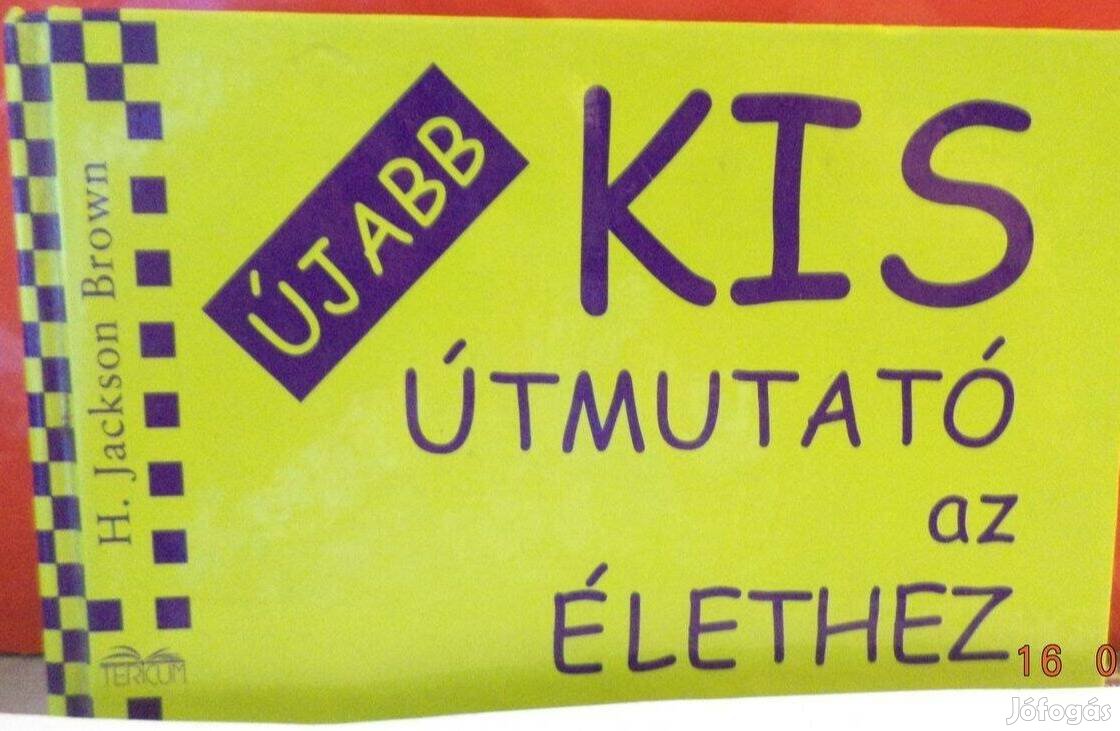 H. Jackson Brown
ÚJABB
KIS
ÚTMUTATÓ
az
ÉLETHEZ
TERICUM
16 0
Jófogás